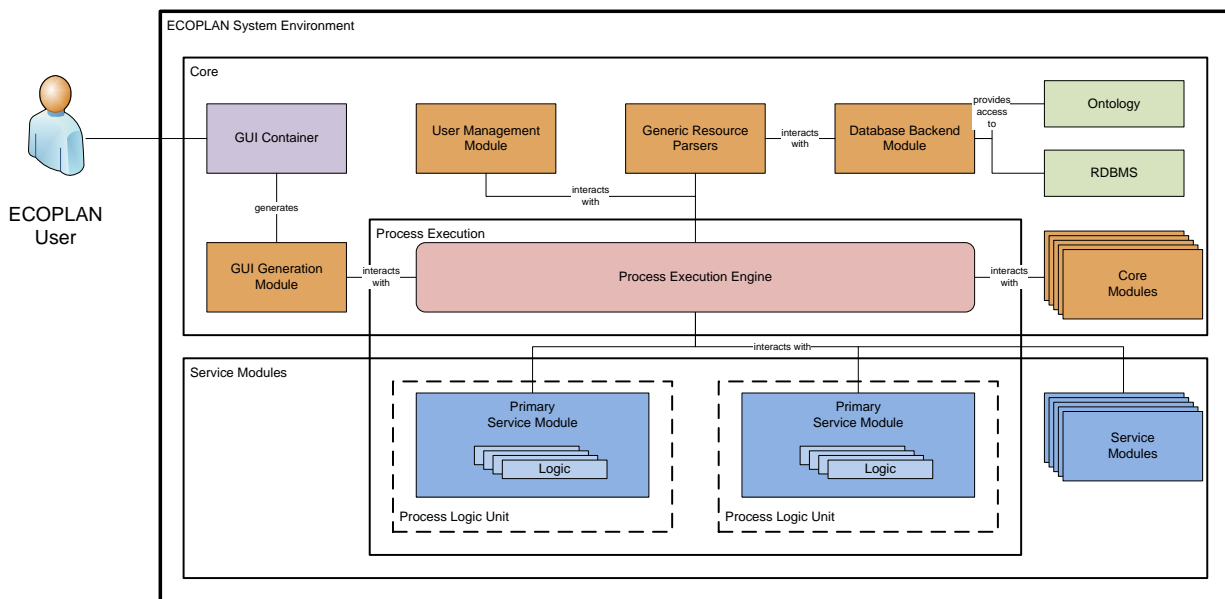 ECOPLAN System Environment
Core
GUI Container
User Management
Module
Generic Resource
Parsers
interacts
with
Database Backend
Module
provides
access
to
Ontology
RDBMS
ECOPLAN
User
generates
interacts
with
Process Execution
GUI Generation
Module
interacts
with
Process Execution Engine
interacts
with
Core
Modules
interacts with
Service Modules
Primary
Service Module
Logic
Process Logic Unit
Primary
Service Module
Logic
Process Logic Unit
Service
Modules